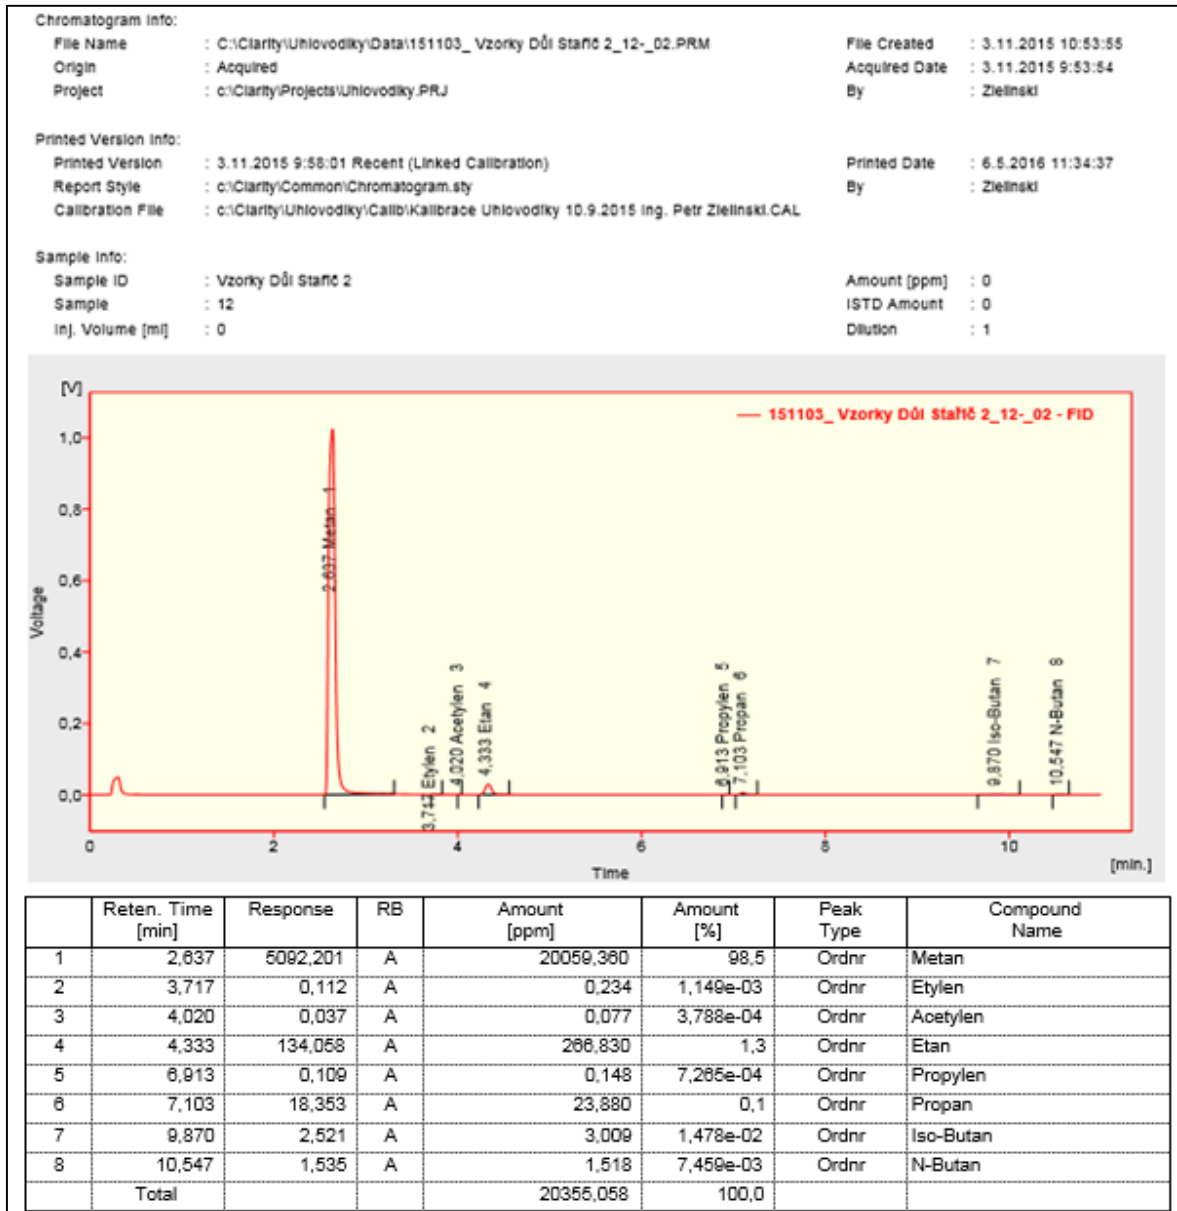 Chromatogram Info:
File Name : C:\Clarity\Uhlovodíky\Data\151103_ Vzorky Důl Staříč 2_12-_02.PRM File Created : 3.11.2015 10:53:55
Origin : Acquired Acquired Date : 3.11.2015 9:53:54
Project : c:\Clarity\Projects\Uhlovodiky.PRJ By : Zielinski
Printed Version Info:
Printed Version : 3.11.2015 9:58:01 Recent (Linked Calibration) Printed Date : 6.5.2016 11:34:37
Report Style : c:\Clarity\Common\Chromatogram.sty By : Zielinski
Calibration File : c:\Clarity\Uhlovodíky\Calib\Kalibrace Uhlovodíky 10.9.2015 Ing. Petr Zielinski.CAL
Sample Info:
Sample ID : Vzorky Důl Staříč 2 Amount [ppm] : 0
Sample : 12 ISTD Amount : 0
Inj. Volume [ml] : 0 Dilution : 1
[V]
151103_ Vzorky Důl Staříč 2_12-_02 - FID
1,0
0,8
0,6
0,4
0,2
0,0
Voltage
2,637 Metan 1
3,717 Etylen 2
4,020 Acetylen 3
4,333 Etan 4
6,913 Propylen 5
7,103 Propan 6
9,870 Iso-Butan 7
10,547 N-Butan 8
0 2 4 6 8 10
Time [min.]
Reten. Time [min] Response RB Amount [ppm] Amount [%] Peak Type Compound Name
1 2,637 5092,201 A 20059,360 98,5 Ordnr Metan
2 3,717 0,112 A 0,234 1,149e-03 Ordnr Etylen
3 4,020 0,037 A 0,077 3,788e-04 Ordnr Acetylen
4 4,333 134,058 A 266,830 1,3 Ordnr Etan
5 6,913 0,109 A 0,148 7,265e-04 Ordnr Propylen
6 7,103 18,353 A 23,880 0,1 Ordnr Propan
7 9,870 2,521 A 3,009 1,478e-02 Ordnr Iso-Butan
8 10,547 1,535 A 1,518 7,459e-03 Ordnr N-Butan
Total 20355,058 100,0